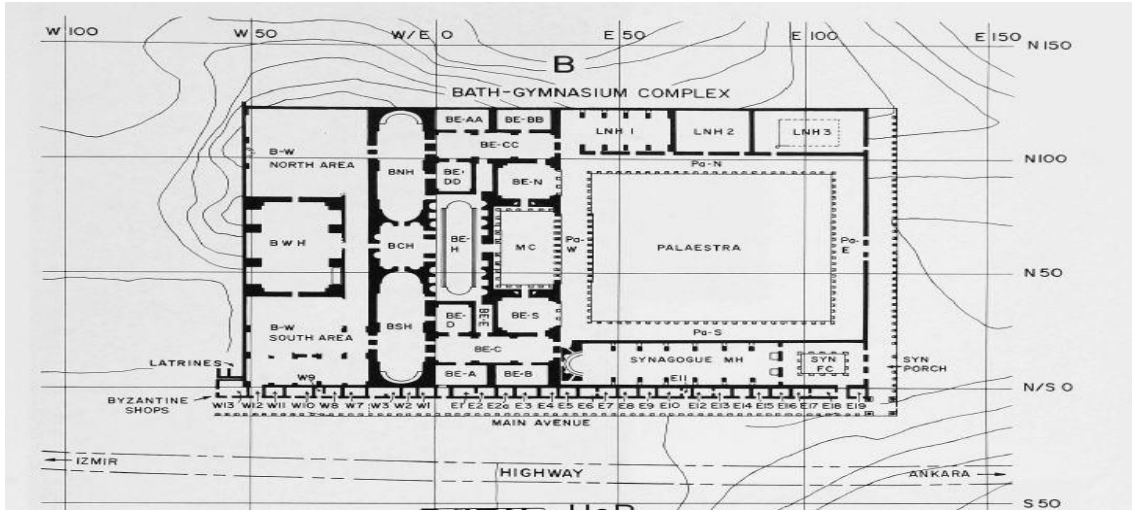 W 100 W 50 W/E 0 E 50 E 100 E 150
N 150
B
BATH-GYMNASIUM COMPLEX
BE-AA BE-BB LNH 1 LNH 2 LNH 3
B-W
NORTH AREA
BE-CC
N100
Pa-N
BNH BE-DD BE-N
BWH BCH BE-H MC Pa-W PALAESTRA Pa-E
N 50
B-W
SOUTH AREA
BSH BE-D BE-E BE-S
Pa-S
BE-C
LATRINES
SYNAGOGUE MH SYN FC SYN PORCH
W9 BE-A BE-B E11
N/S 0
BYZANTINE SHOPS
W13 W12 W11 W10 W8 W7 W3 W2 W1 E1 E2 E2a E3 E4 E5 E6 E7 E8 E9 E10 E12 E13 E14 E15 E16 E17 E18 E19
MAIN AVENUE
IZMIR HIGHWAY ANKARA
S 50